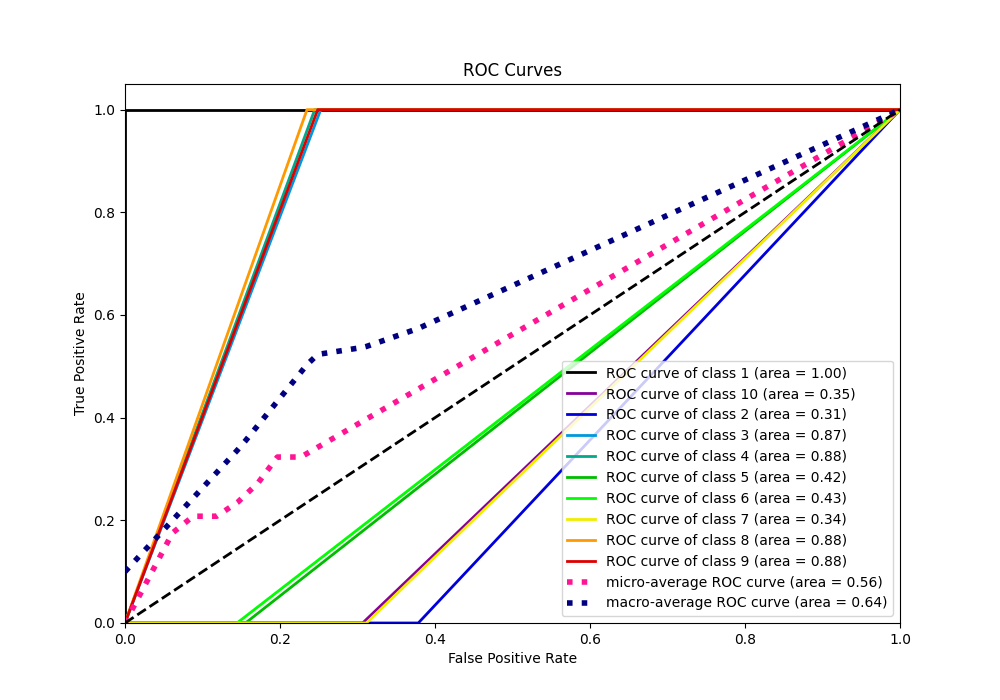 ROC Curves
1.0
0.8
0.6
0.4
0.2
0.0
True Positive Rate
0.0 0.2 0.4 0.6 0.8 1.0
False Positive Rate
ROC curve of class 1 (area = 1.00)
ROC curve of class 10 (area = 0.35)
ROC curve of class 2 (area = 0.31)
ROC curve of class 3 (area = 0.87)
ROC curve of class 4 (area = 0.88)
ROC curve of class 5 (area = 0.42)
ROC curve of class 6 (area = 0.43)
ROC curve of class 7 (area = 0.34)
ROC curve of class 8 (area = 0.88)
ROC curve of class 9 (area = 0.88)
micro-average ROC curve (area = 0.56)
macro-average ROC curve (area = 0.64)